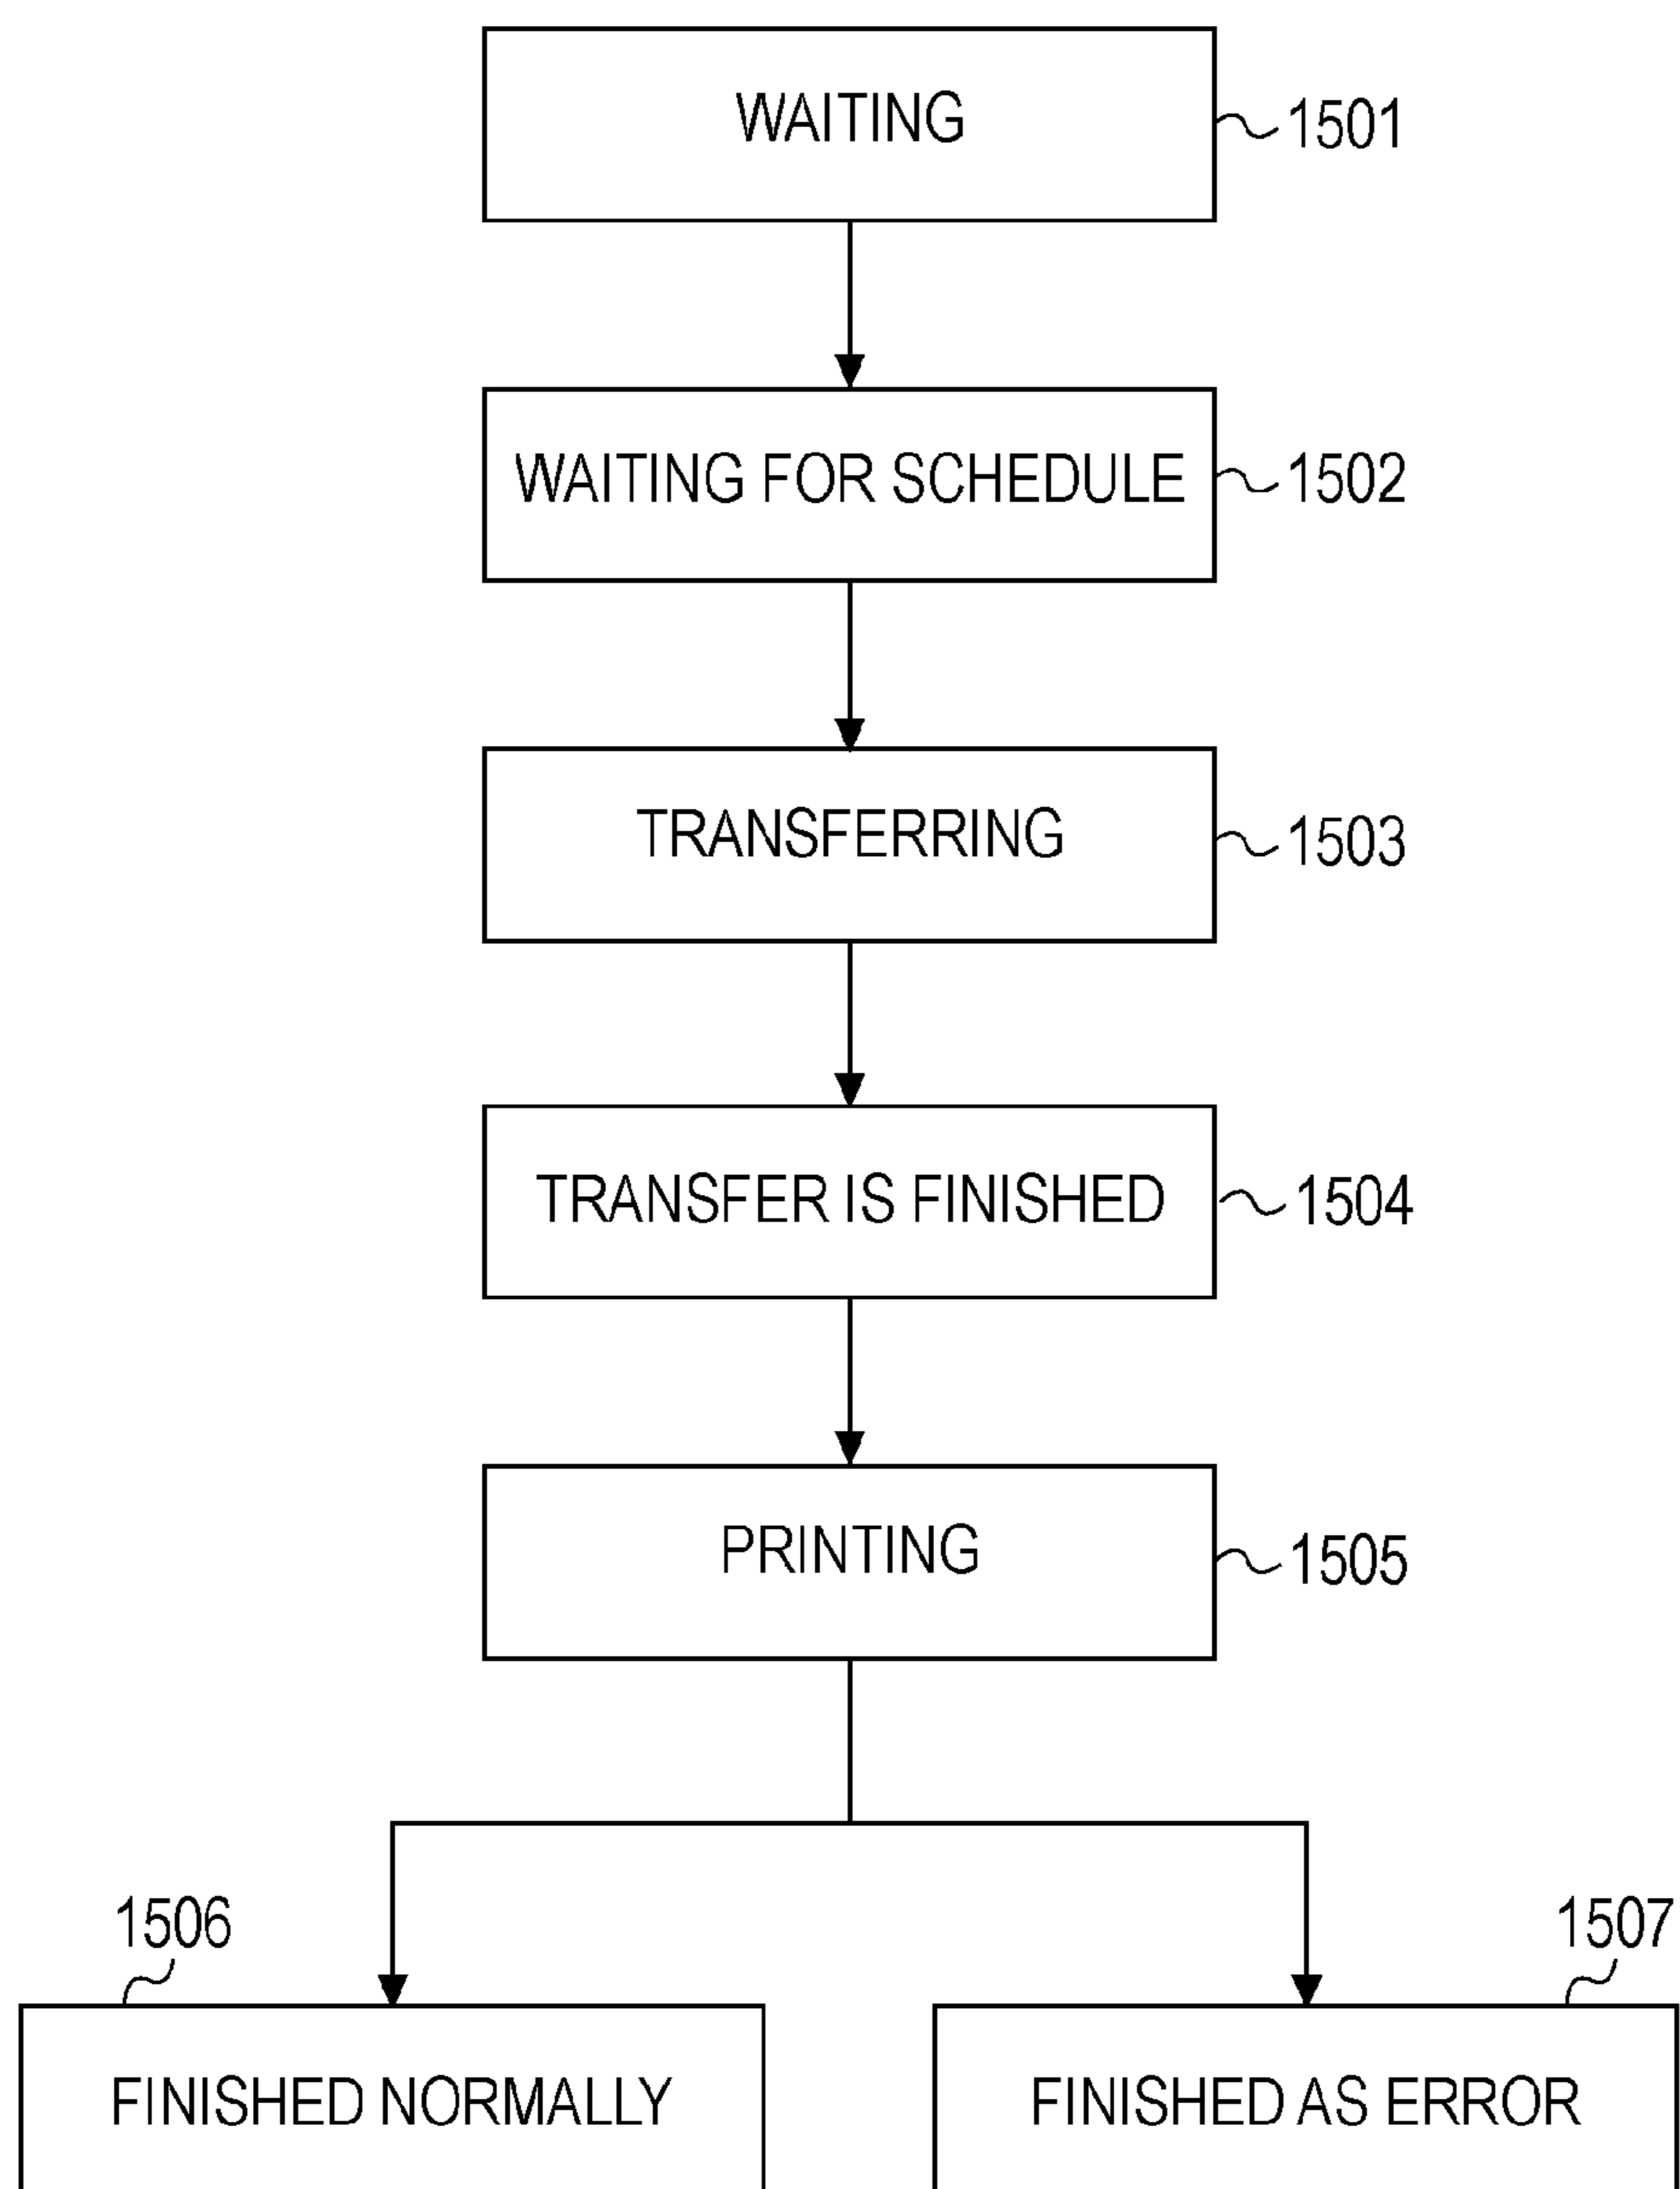 WAITING
1501
WAITING FOR SCHEDULE
1502
TRANSFERRING
1503
TRANSFER IS FINISHED
1504
PRINTING
1505
1506
1507
FINISHED NORMALLY
FINISHED AS ERROR